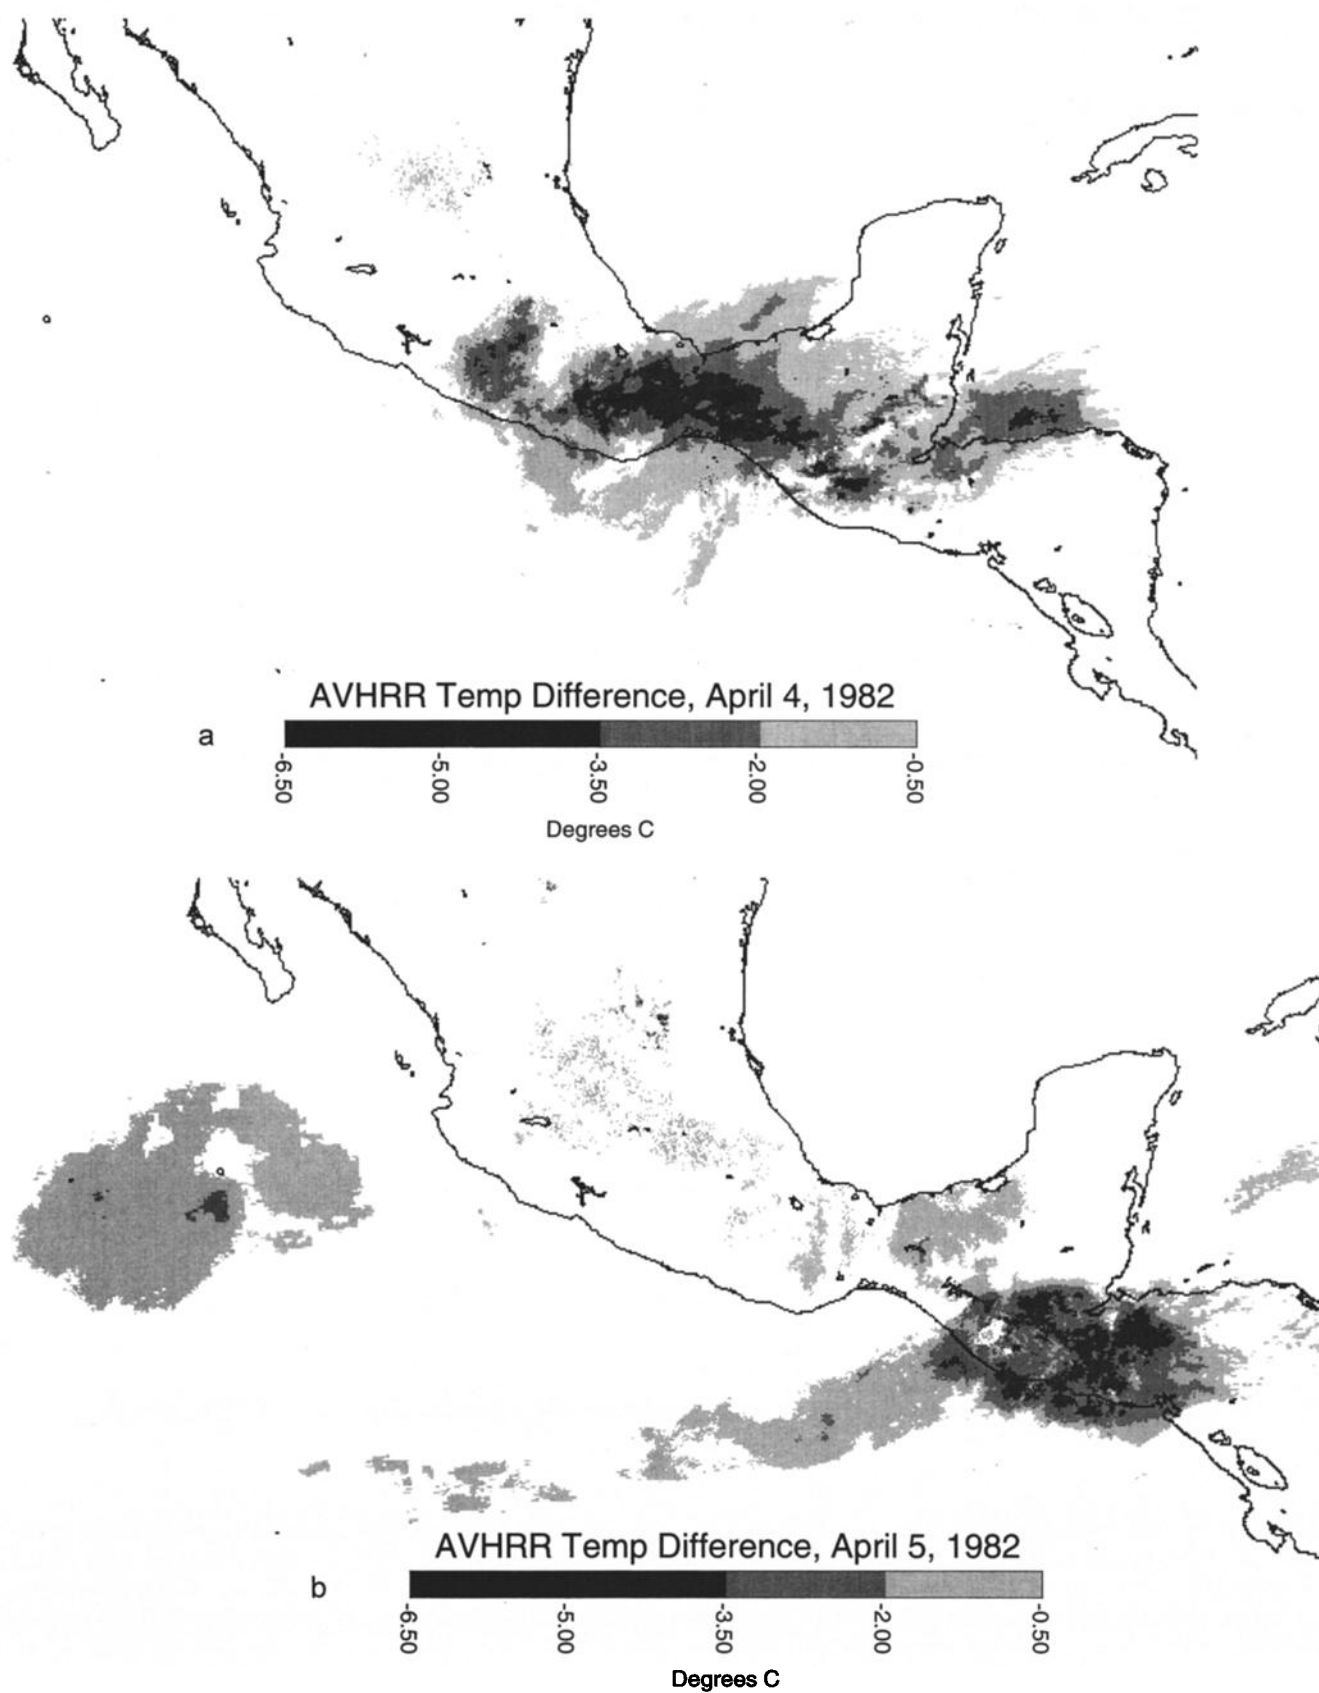 AVHRR Temp Difference, April 4, 1982
a
-6.50
-5.00
-3.50
-2.00
-0.50
Degrees C
AVHRR Temp Difference, April 5, 1982
b
-6.50
-5.00
-3.50
-2.00
-0.50
Degrees C